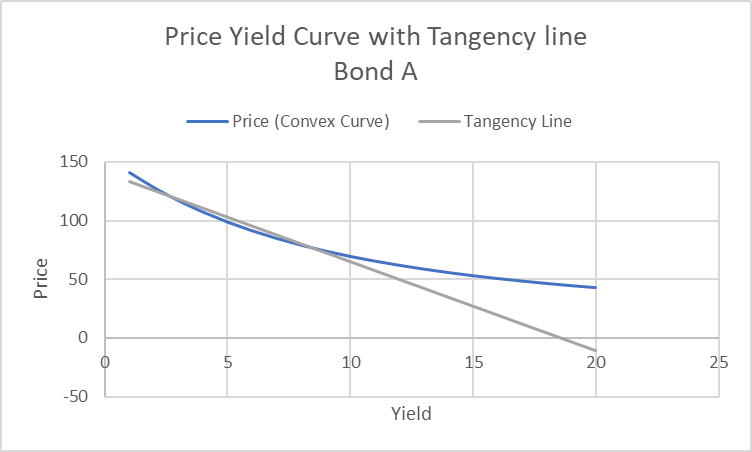 Price Yield Curve with Tangency line
Bond A
Price (Convex Curve) Tangency Line
150
100
50
0
-50
Price
0 5 10 15 20 25
Yield